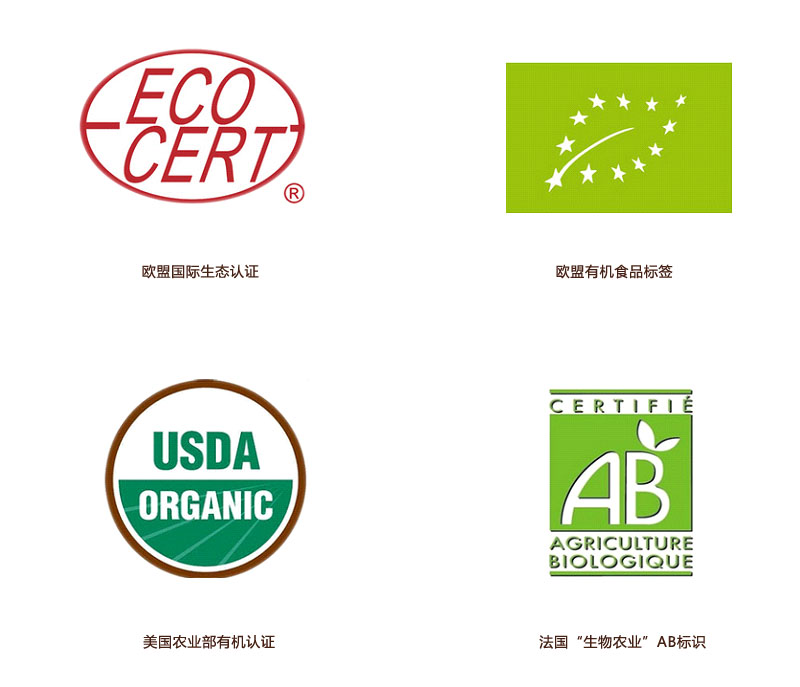 ECO
CERT
®
欧盟国际生态认证
欧盟有机食品标签
USDA
ORGANIC
美国农业部有机认证
CERTIFIÉ
AB
AGRICULTURE
BIOLOGIQUE
法国“生物农业”AB标识